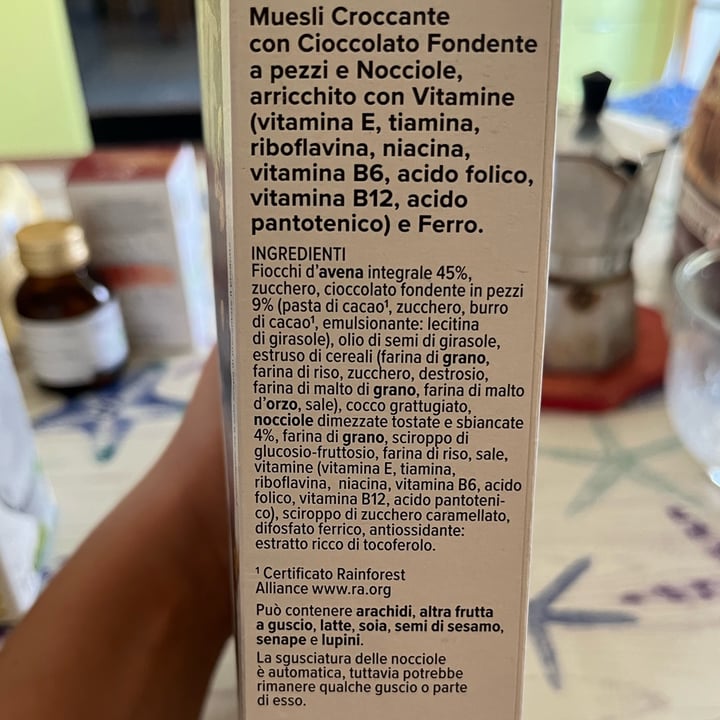 Muesli Croccante
con Cioccolato Fondente
a pezzi e Nocciole,
arricchito con Vitamine
(vitamina E, tiamina,
riboflavina, niacina,
vitamina B6, acido folico,
vitamina B12, acido
pantotenico) e Ferro.
INGREDIENTI
Fiocchi d'avena integrale 45%,
zucchero, cioccolato fondente in pezzi
9% (pasta di cacao¹, zucchero, burro
di cacao¹, emulsionante: lecitina
di girasole), olio di semi di girasole,
estruso di cereali (farina di grano,
farina di riso, zucchero, destrosio,
farina di malto di grano, farina di malto
d'orzo, sale), cocco grattugiato,
nocciole dimezzate tostate e sbiancate
4%, farina di grano, sciroppo di
glucosio-fruttosio, farina di riso, sale,
vitamine (vitamina E, tiamina,
riboflavina, niacina, vitamina B6, acido
folico, vitamina B12, acido pantoteni-
co), sciroppo di zucchero caramellato,
difosfato ferrico, antiossidante:
estratto ricco di tocoferolo.
¹ Certificato Rainforest
Alliance www.ra.org
Può contenere arachidi, altra frutta
a guscio, latte, soia, semi di sesamo,
senape e lupini.
La sgusciatura delle nocciole
è automatica, tuttavia potrebbe
rimanere qualche guscio o parte
di esso.